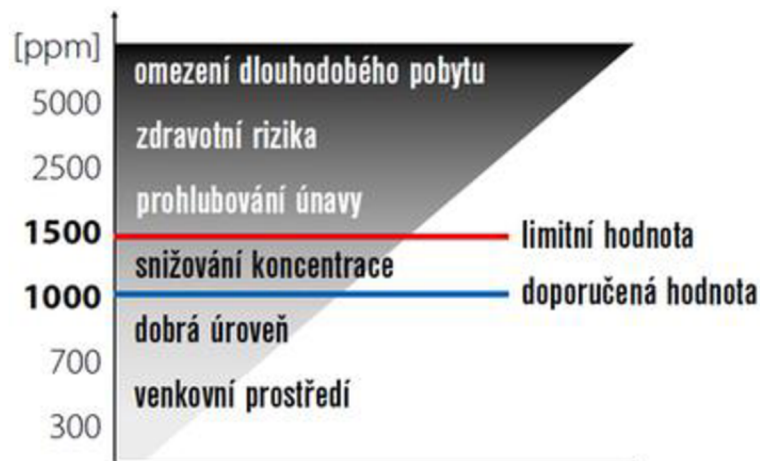 [ppm]
omezení dlouhodobého pobytu
5000
zdravotní rizika
2500
prohlubování únavy
1500
limitní hodnota
snižování koncentrace
1000
doporučená hodnota
dobrá úroveň
700
venkovní prostředí
300